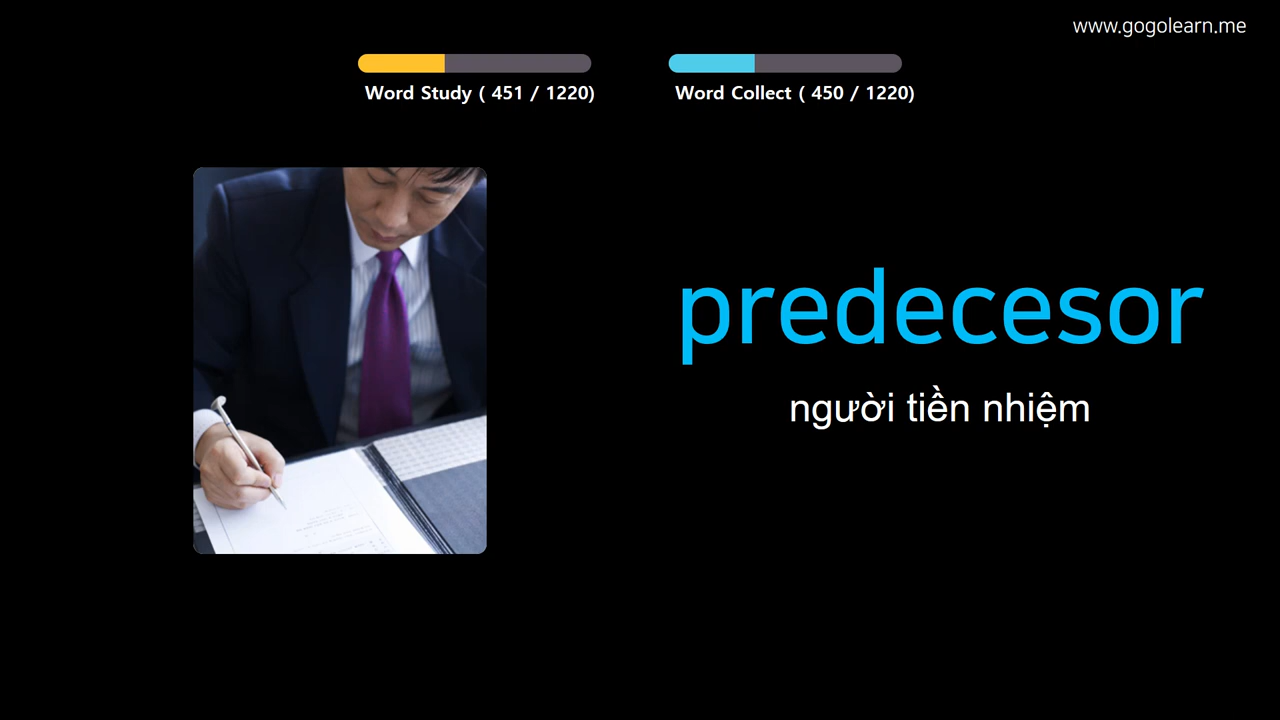 www.gogolearn.me
Word Study ( 451 / 1220)
Word Collect ( 450 / 1220)
predecesor
người tiền nhiệm